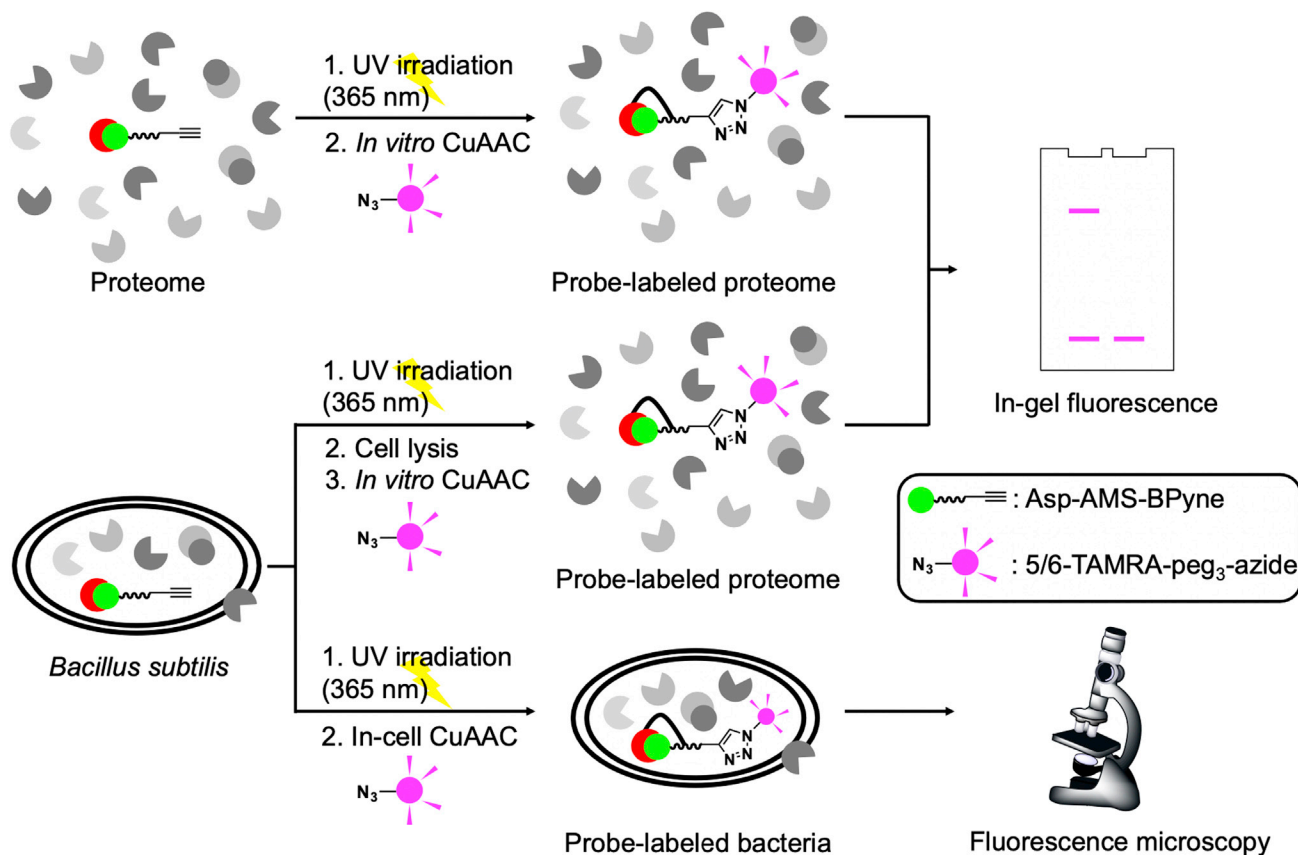 1. UV irradiation
(365 nm)
2. In vitro CuAAC
N₃
Proteome
N
N
N
Probe-labeled proteome
1. UV irradiation
(365 nm)
2. Cell lysis
3. In vitro CuAAC
N₃
N
N
N
Probe-labeled proteome
In-gel fluorescence
: Asp-AMS-BPyne
N₃ : 5/6-TAMRA-peg₃-azide
Bacillus subtilis
1. UV irradiation
(365 nm)
2. In-cell CuAAC
N₃
N
N
N
Probe-labeled bacteria
Fluorescence microscopy